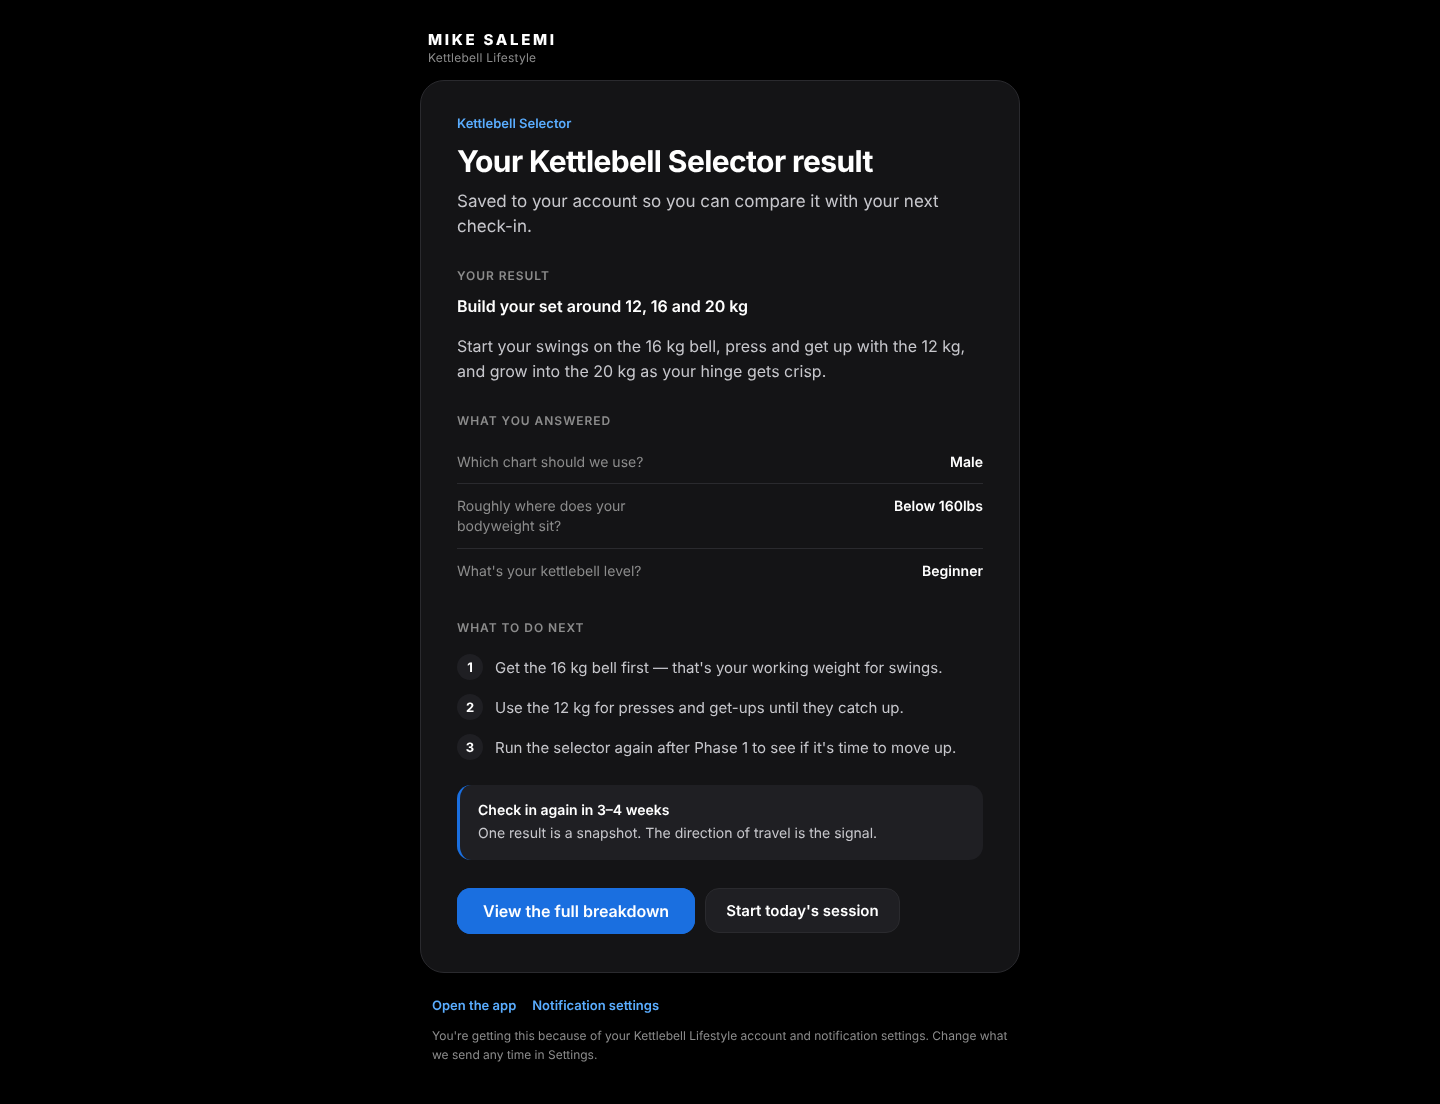 MIKE SALEMI
Kettlebell Lifestyle
Kettlebell Selector
Your Kettlebell Selector result
Saved to your account so you can compare it with your next
check-in.
YOUR RESULT
Build your set around 12, 16 and 20 kg
Start your swings on the 16 kg bell, press and get up with the 12 kg,
and grow into the 20 kg as your hinge gets crisp.
WHAT YOU ANSWERED
Which chart should we use? Male
Roughly where does your Below 160lbs
bodyweight sit?
What's your kettlebell level? Beginner
WHAT TO DO NEXT
1 Get the 16 kg bell first — that's your working weight for swings.
2 Use the 12 kg for presses and get-ups until they catch up.
3 Run the selector again after Phase 1 to see if it's time to move up.
Check in again in 3–4 weeks
One result is a snapshot. The direction of travel is the signal.
View the full breakdown Start today's session
Open the app Notification settings
You're getting this because of your Kettlebell Lifestyle account and notification settings. Change what
we send any time in Settings.